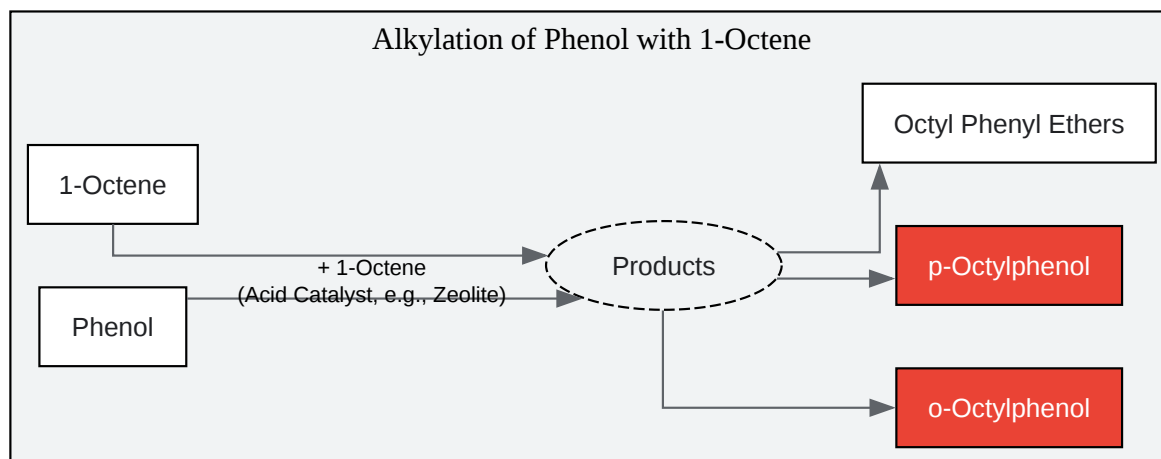 Alkylation of Phenol with 1-Octene
Octyl Phenyl Ethers
1-Octene
+ 1-Octene
(Acid Catalyst, e.g., Zeolite)
Products
p-Octylphenol
Phenol
o-Octylphenol